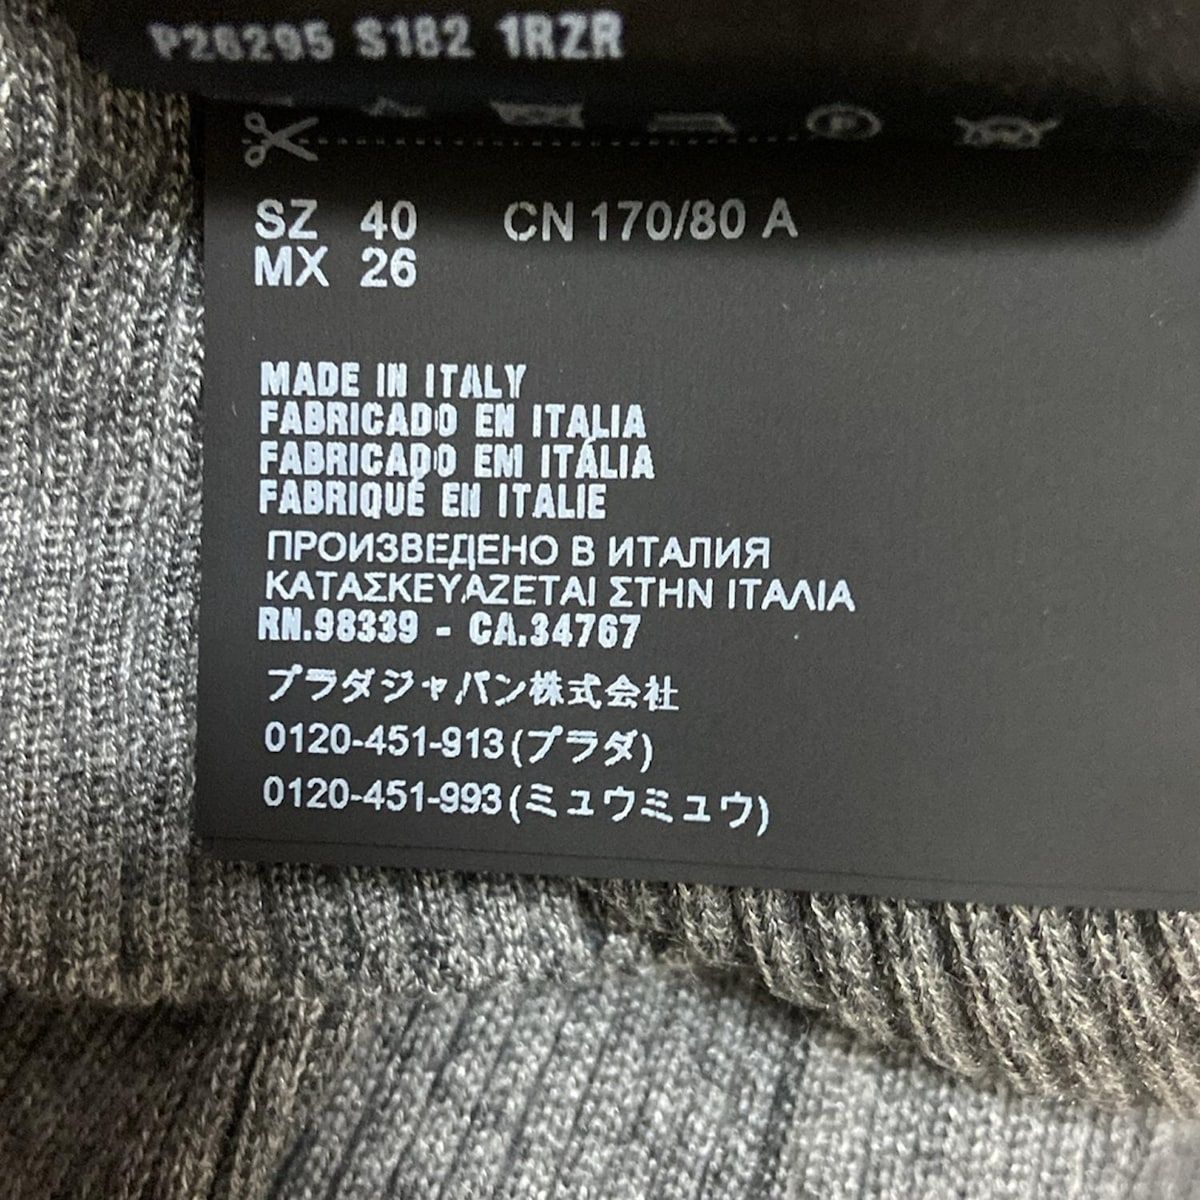 P26295 S182 1RZR
SZ 40 CN 170/80 A
MX 26
MADE IN ITALY
FABRICADO EN ITALIA
FABRICADO EM ITÁLIA
FABRIQUÉ EN ITALIE
ПРОИЗВЕДЕНО В ИТАЛИЯ
ΚΑΤΑΣΚΕΥΑΖΕΤΑΙ ΣΤΗΝ ΙΤΑΛΙΑ
RN.98339 - CA.34767
プラダジャパン株式会社
0120-451-913(プラダ)
0120-451-993(ミュウミュウ)